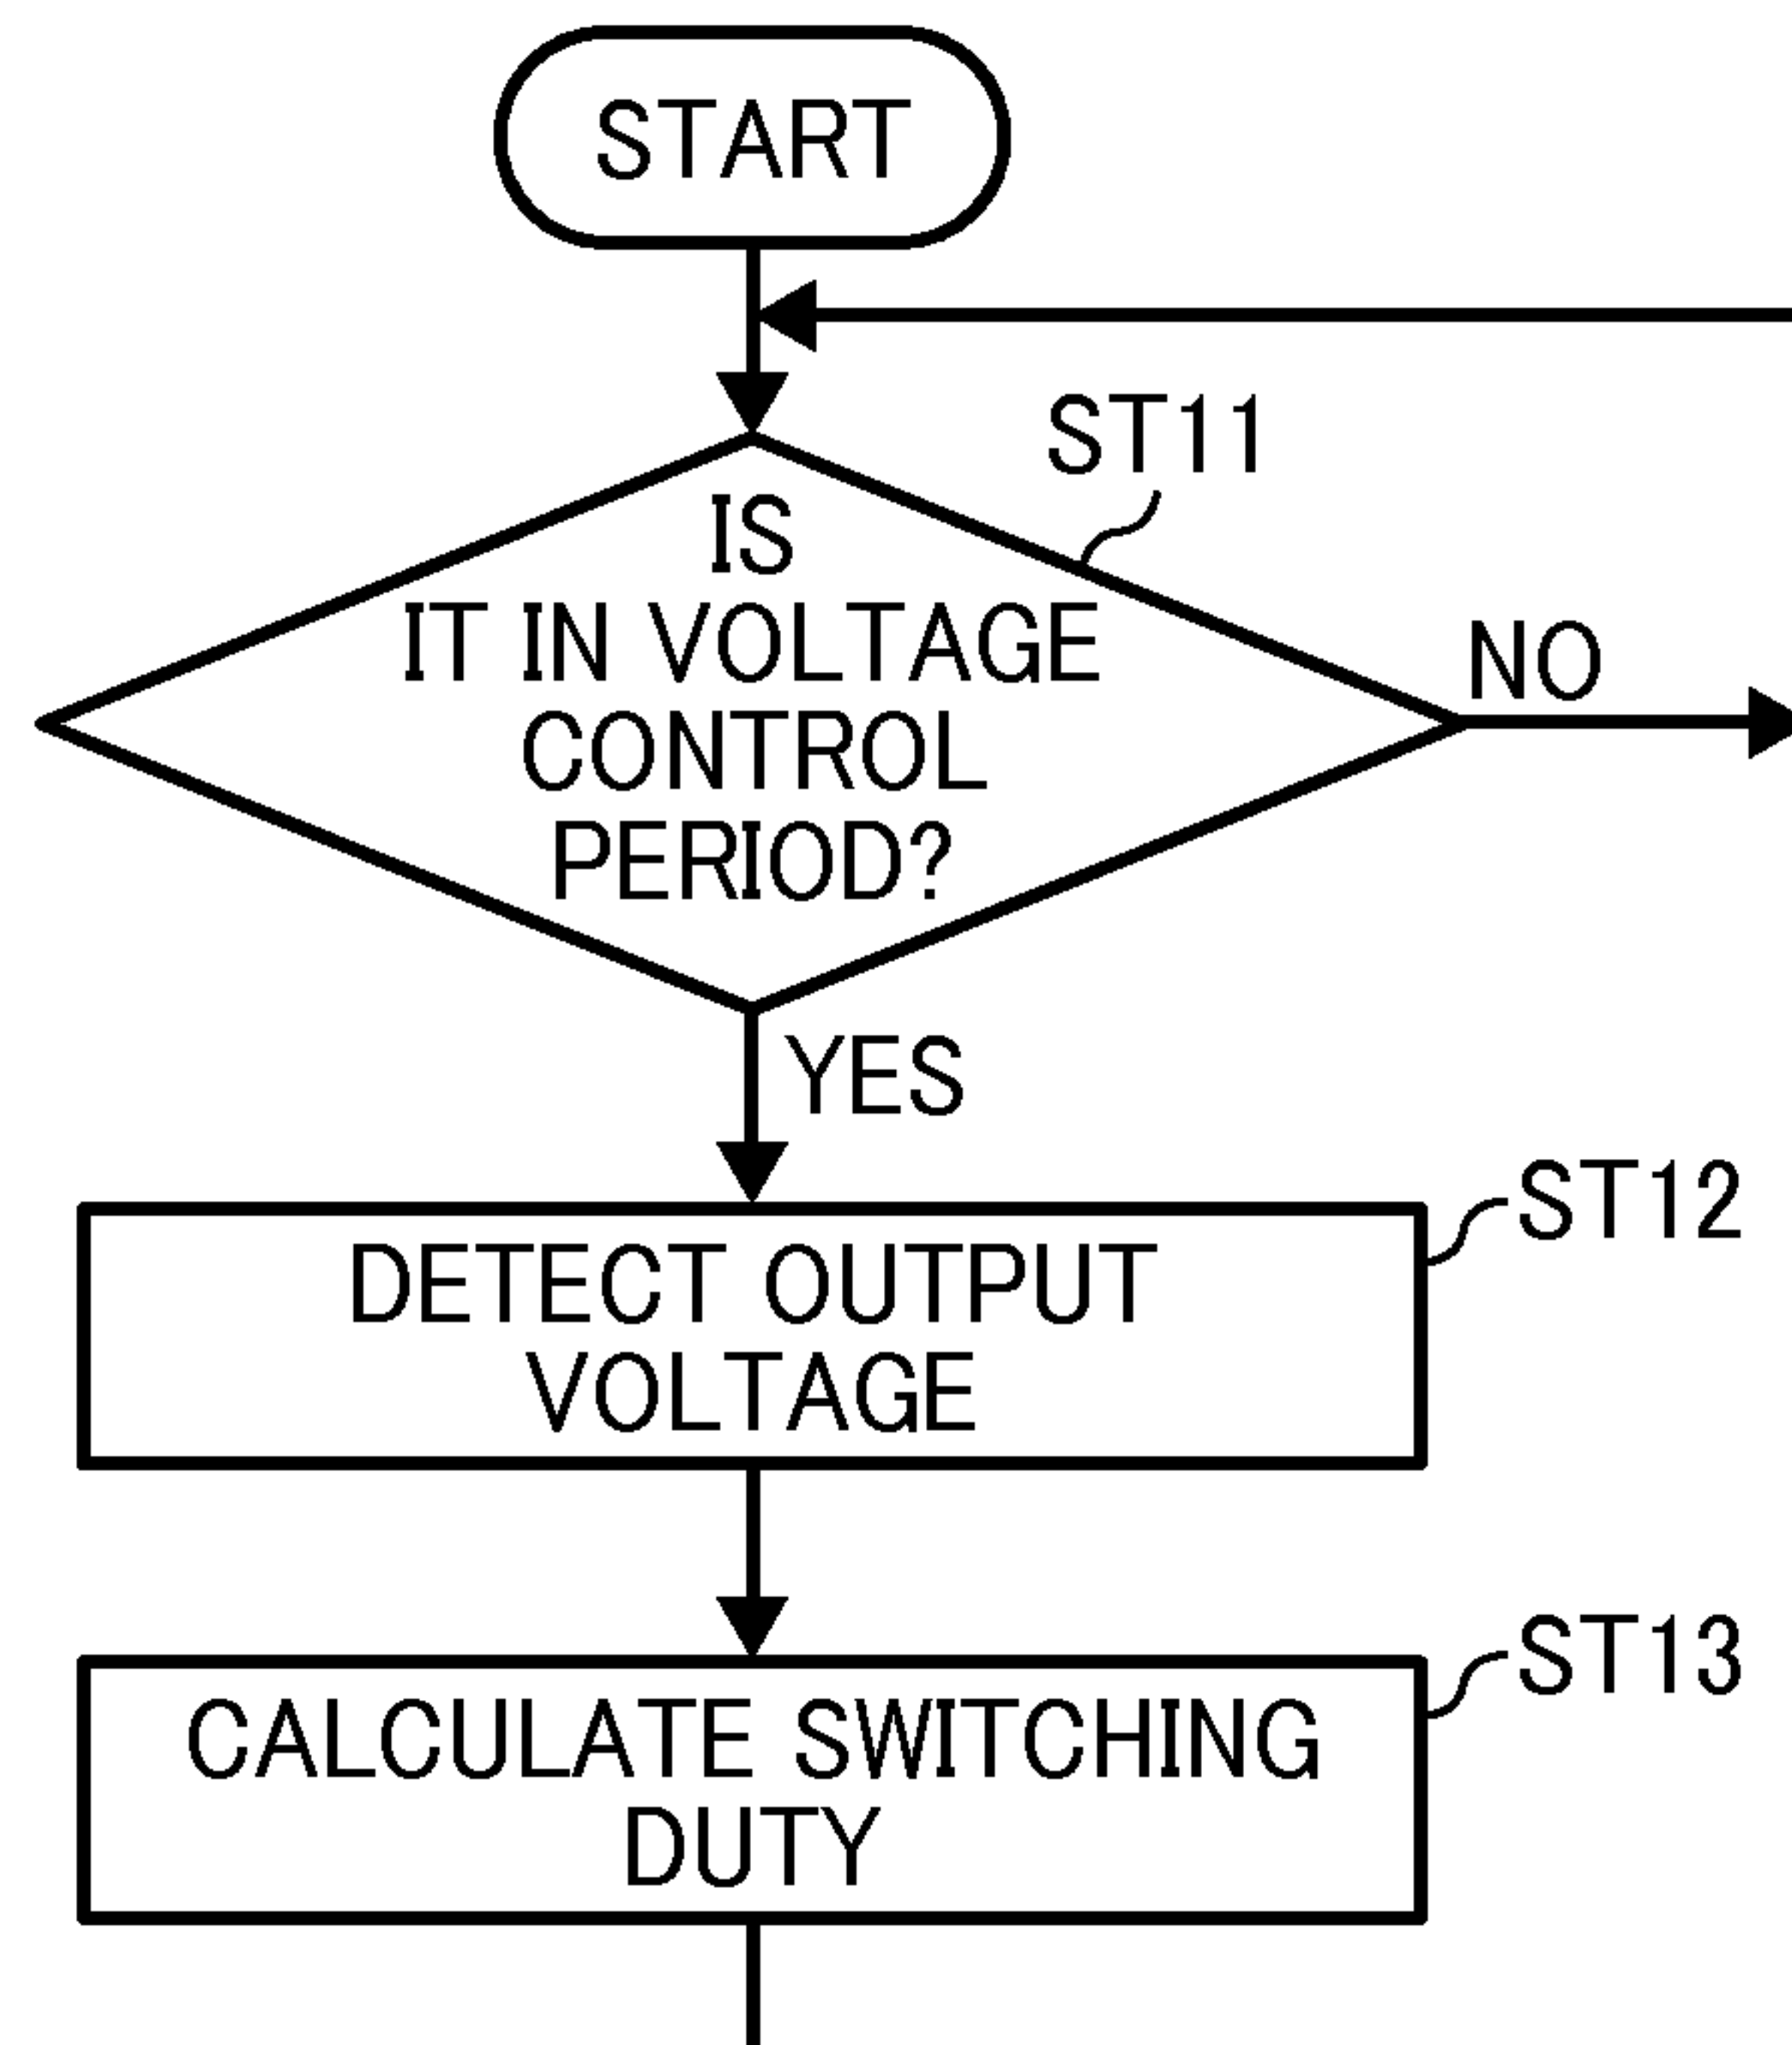 START
ST11
IS
IT IN VOLTAGE
CONTROL
PERIOD?
NO
YES
ST12
DETECT OUTPUT
VOLTAGE
ST13
CALCULATE SWITCHING
DUTY